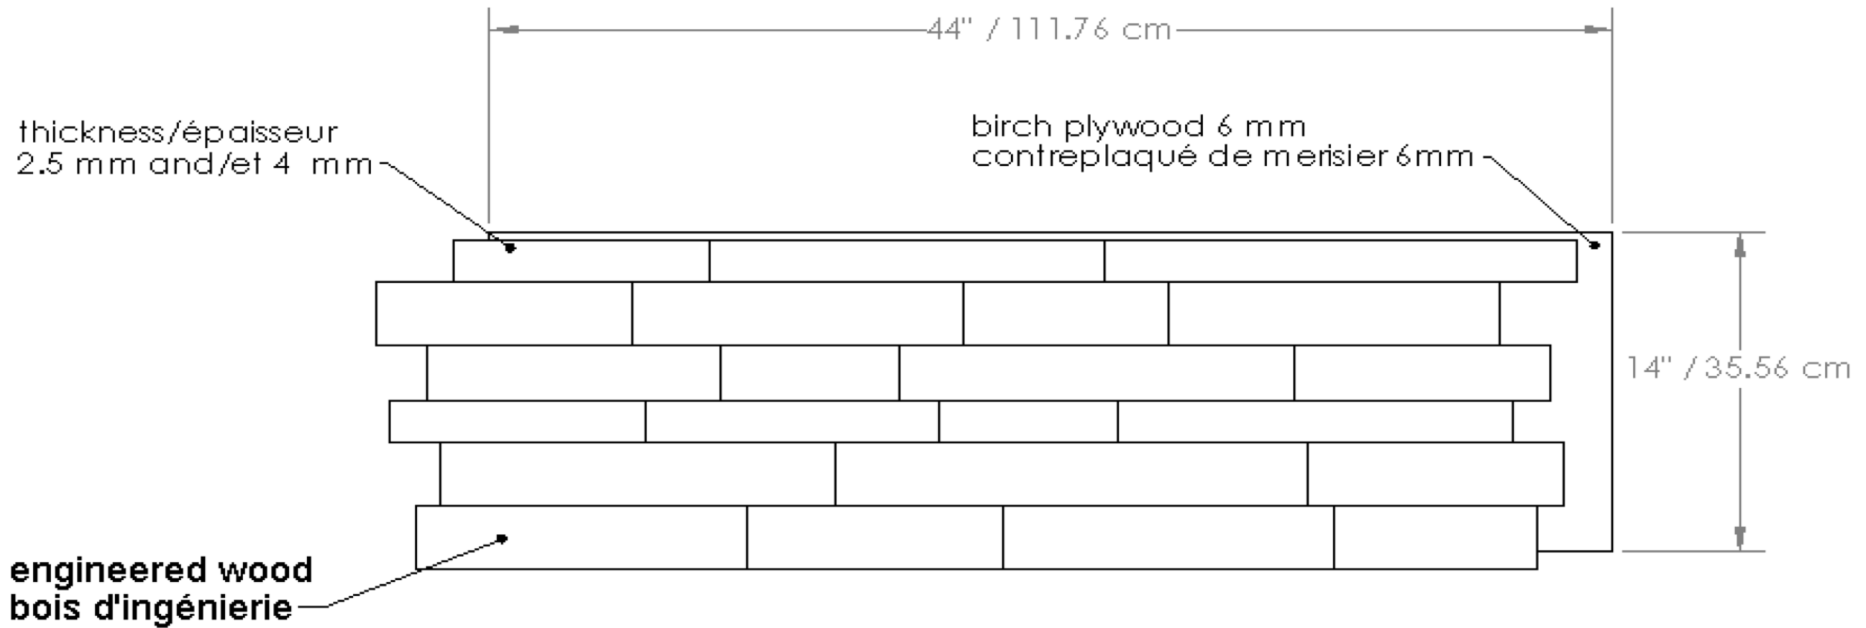 44" / 111.76 cm
thickness/épaisseur
2.5 mm and/et 4 mm
birch plywood 6 mm
contreplaqué de merisier 6mm
14" / 35.56 cm
engineered wood
bois d'ingénierie